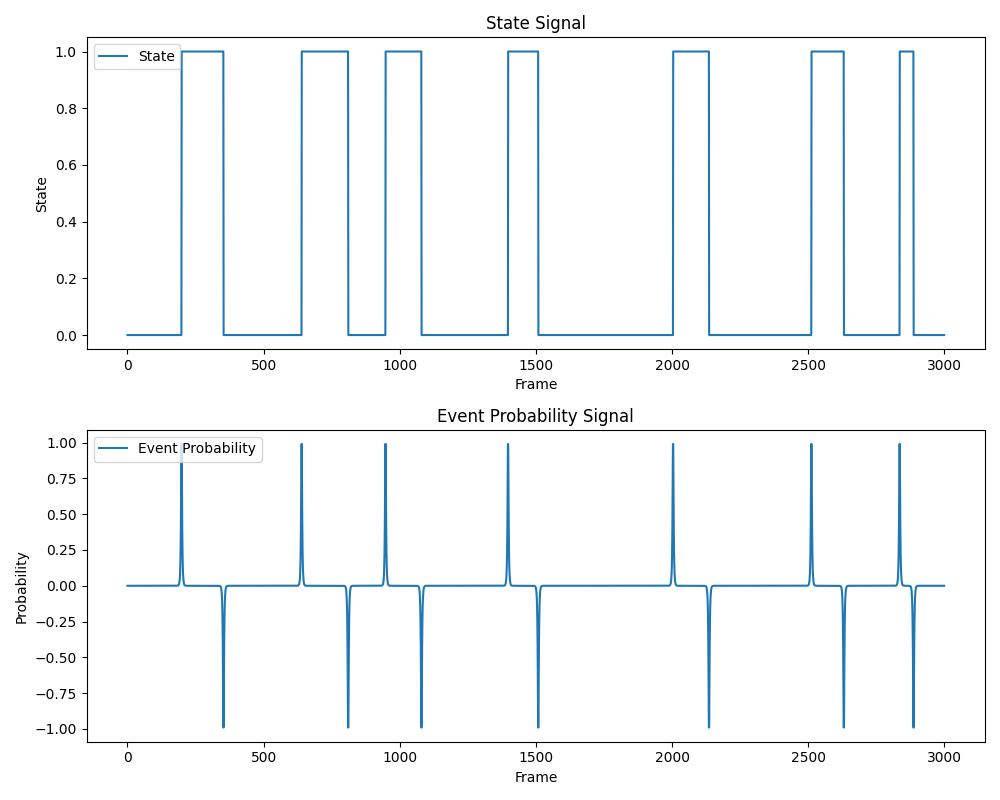 State Signal
State
1.0
0.8
0.6
0.4
0.2
0.0
State
0 500 1000 1500 2000 2500 3000
Frame
Event Probability Signal
Event Probability
1.00
0.75
0.50
0.25
0.00
−0.25
−0.50
−0.75
−1.00
Probability
0 500 1000 1500 2000 2500 3000
Frame